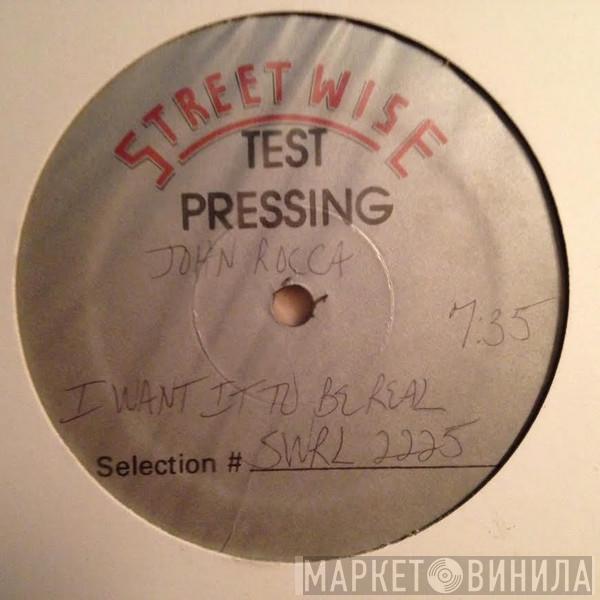 STREETWISE
TEST
PRESSING
JOHN ROCCA
7:35
I WANT IT TO BE REAL
Selection # SWRL 2225
МАРКЕТ ВИНИЛА